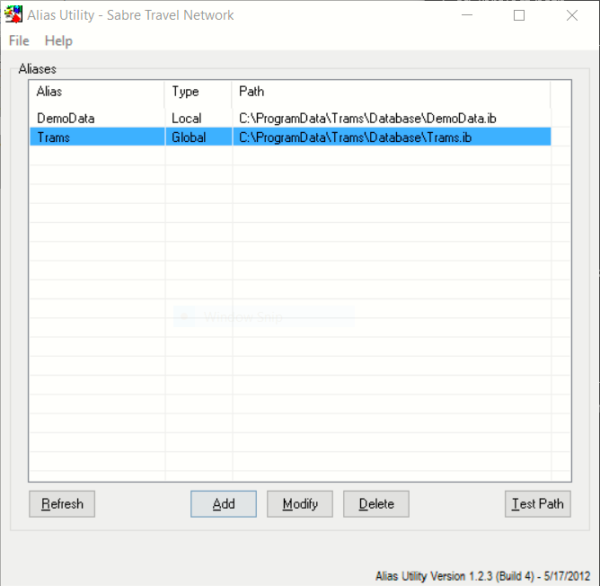 Alias Utility - Sabre Travel Network
File Help
Aliases
Alias Type Path
DemoData Local C:\ProgramData\Trams\Database\DemoData.ib
Trams Global C:\ProgramData\Trams\Database\Trams.ib
Window Snip
Refresh Add Modify Delete Test Path
Alias Utility Version 1.2.3 (Build 4) - 5/17/2012